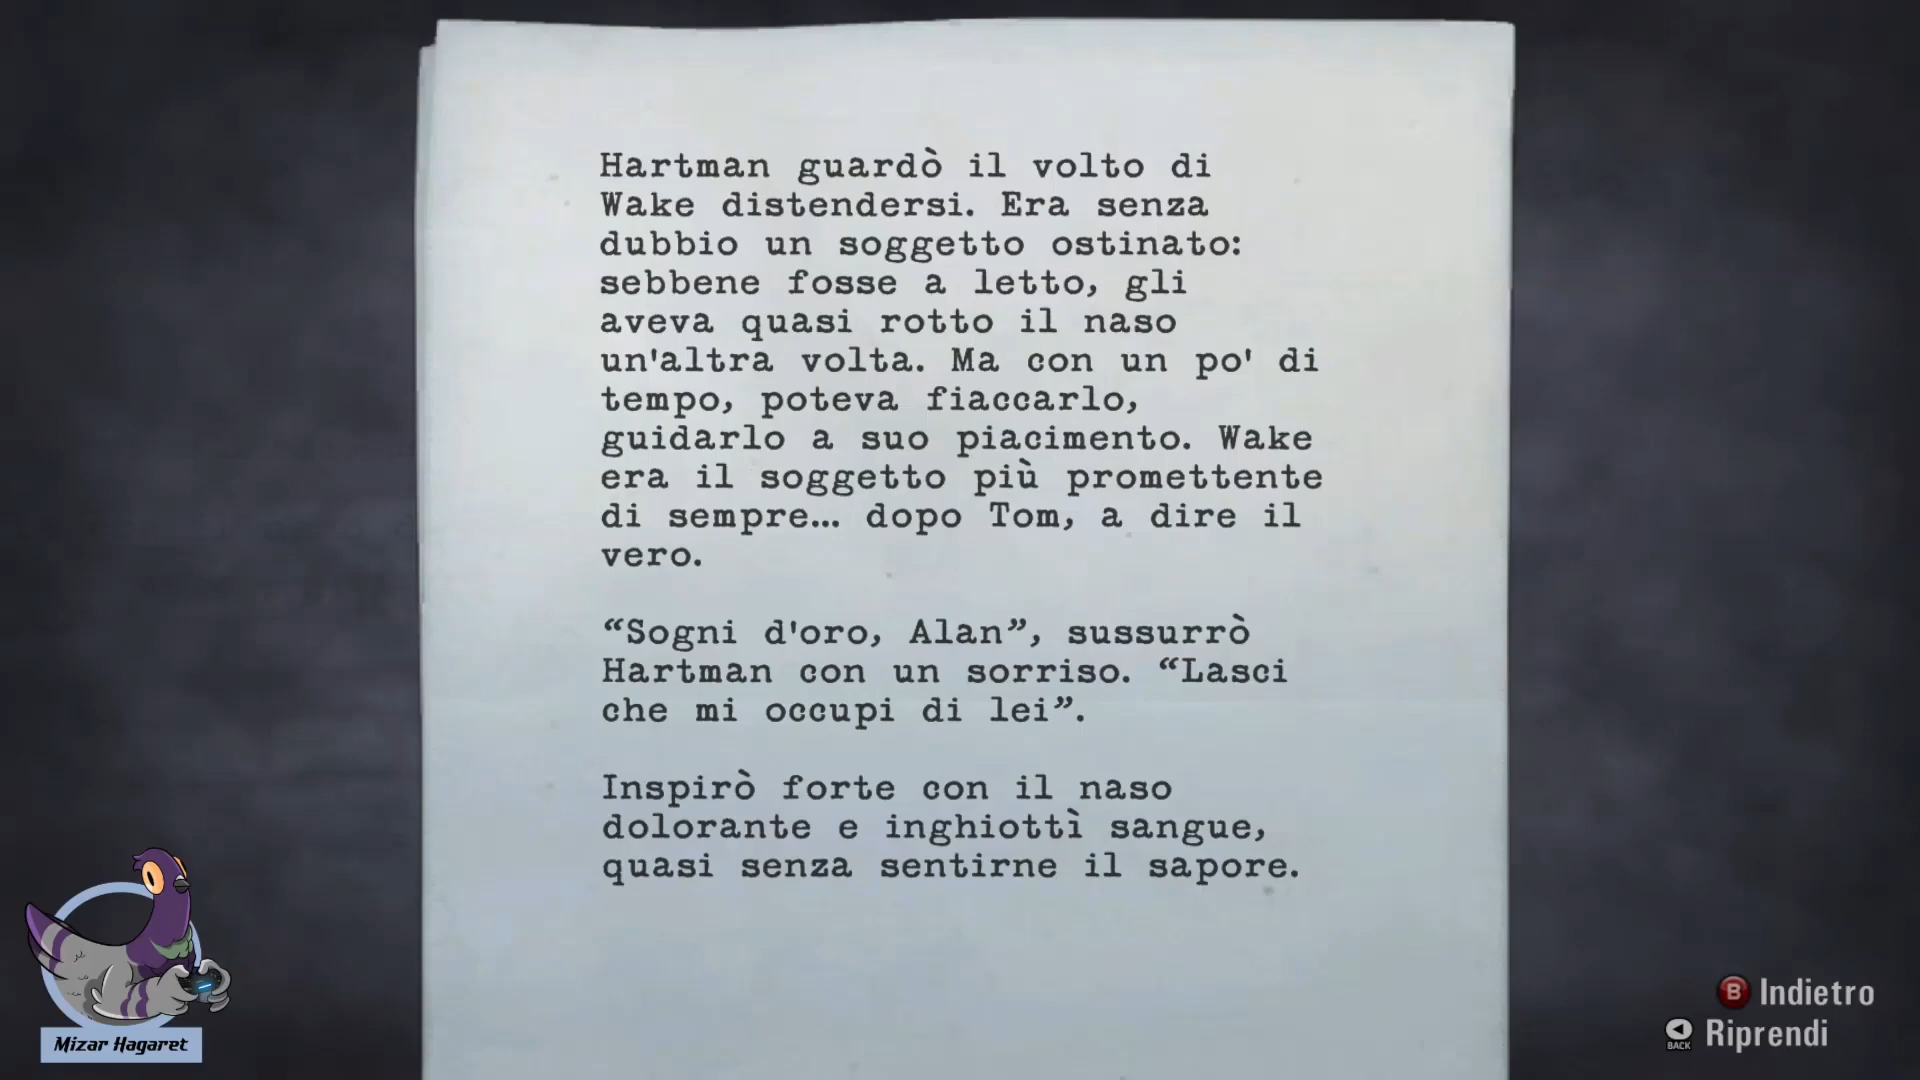 Hartman guardò il volto di
Wake distendersi. Era senza
dubbio un soggetto ostinato:
sebbene fosse a letto, gli
aveva quasi rotto il naso
un'altra volta. Ma con un po' di
tempo, poteva fiaccarlo,
guidarlo a suo piacimento. Wake
era il soggetto più promettente
di sempre… dopo Tom, a dire il
vero.
“Sogni d'oro, Alan”, sussurrò
Hartman con un sorriso. “Lasci
che mi occupi di lei”.
Inspirò forte con il naso
dolorante e inghiottì sangue,
quasi senza sentirne il sapore.
Mizar Hagaret
B Indietro
BACK Riprendi